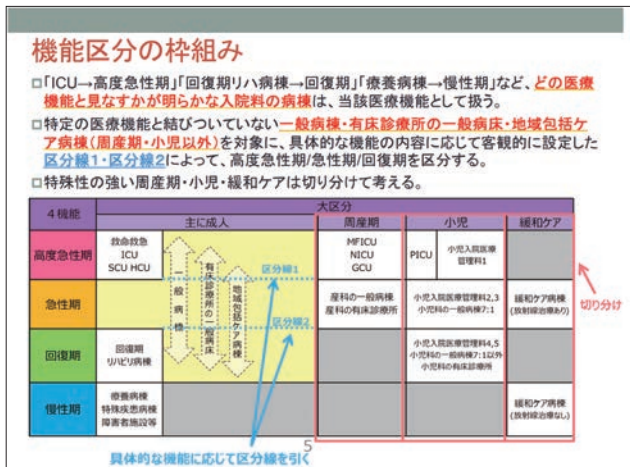 機能区分の枠組み
□「ICU→高度急性期」「回復期リハ病棟→回復期」「療養病棟→慢性期」など、どの医療
機能と見なすかが明らかな入院料の病棟は、当該医療機能として扱う。
□特定の医療機能と結びついていない一般病棟・有床診療所の一般病床・地域包括ケ
ア病棟(周産期・小児以外)を対象に、具体的な機能の内容に応じて客観的に設定した
区分線1・区分線2によって、高度急性期/急性期/回復期を区分する。
□特殊性の強い周産期・小児・緩和ケアは切り分けて考える。
4機能
大区分
主に成人
周産期
小児
緩和ケア
高度急性期
救命救急
ICU
SCU HCU
一般病棟
有床診療所の一般病床
地域包括ケア病棟
区分線1
MFICU
NICU
GCU
PICU
小児入院医療
管理料1
切り分け
急性期
区分線2
産科の一般病棟
産科の有床診療所
小児入院医療管理料2,3
小児科の一般病棟7:1
緩和ケア病棟
(放射線治療あり)
回復期
回復期
リハビリ病棟
小児入院医療管理料4,5
小児科の一般病棟7:1以外
小児科の有床診療所
慢性期
療養病棟
特殊疾患病棟
障害者施設等
緩和ケア病棟
(放射線治療なし)
5
具体的な機能に応じて区分線を引く